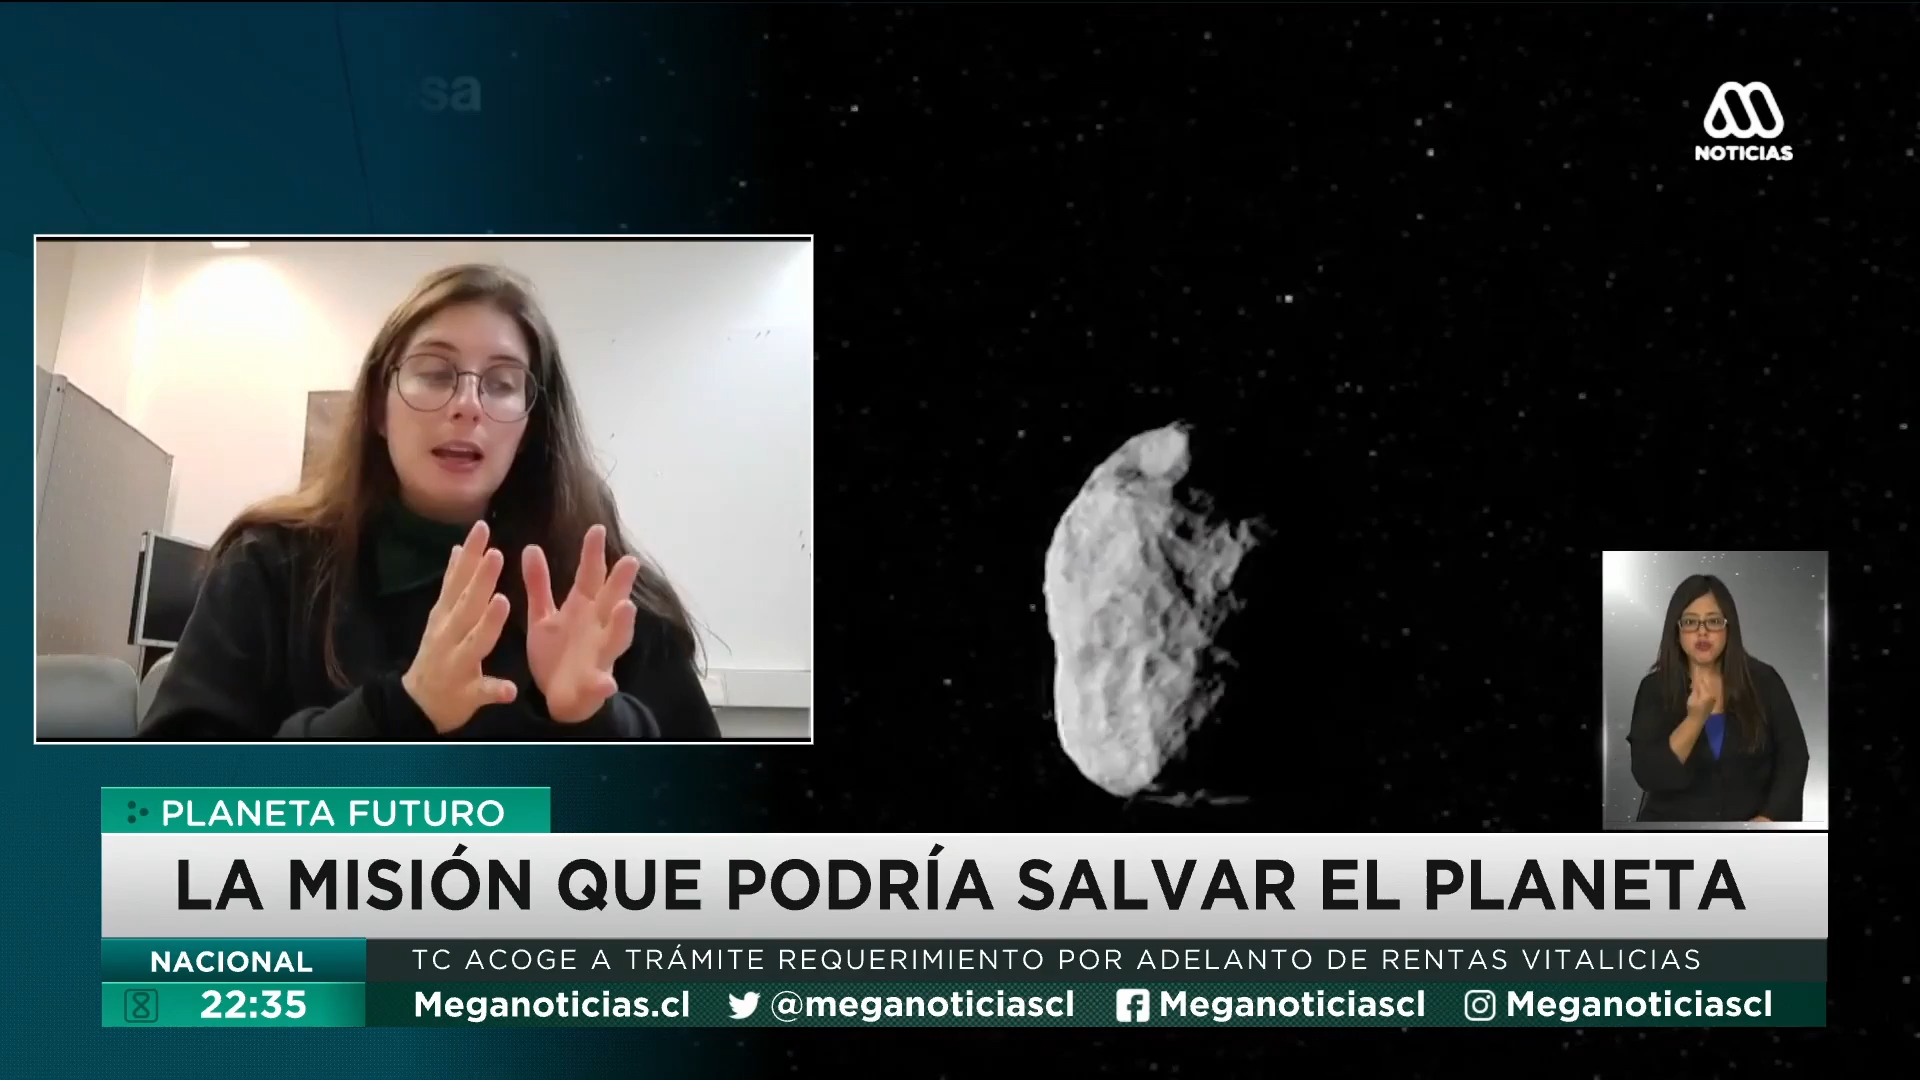 sa
NOTICIAS
PLANETA FUTURO
LA MISIÓN QUE PODRÍA SALVAR EL PLANETA
NACIONAL
TC ACOGE A TRÁMITE REQUERIMIENTO POR ADELANTO DE RENTAS VITALICIAS
22:35
Meganoticias.cl @meganoticiascl Meganoticiascl Meganoticiascl